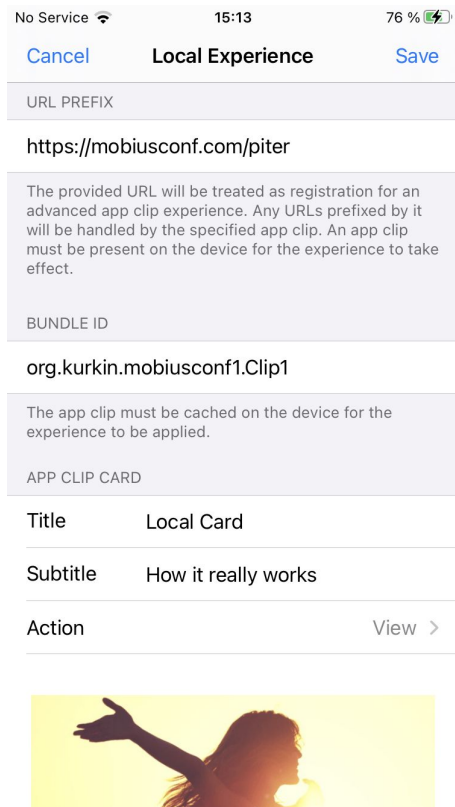 No Service 15:13 76 %
Cancel Local Experience Save
URL PREFIX
https://mobiusconf.com/piter
The provided URL will be treated as registration for an
advanced app clip experience. Any URLs prefixed by it
will be handled by the specified app clip. An app clip
must be present on the device for the experience to take
effect.
BUNDLE ID
org.kurkin.mobiusconf1.Clip1
The app clip must be cached on the device for the
experience to be applied.
APP CLIP CARD
Title Local Card
Subtitle How it really works
Action View